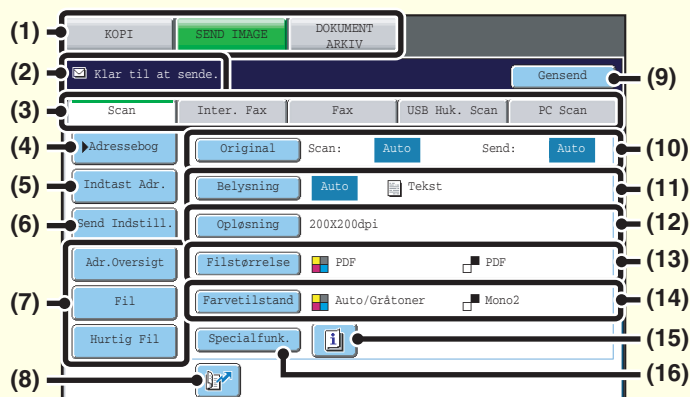 (1) KOPI SEND IMAGE DOKUMENT ARKIV
(2) Klar til at sende. Gensend (9)
(3) Scan Inter. Fax Fax USB Huk. Scan PC Scan
(4) Adressebog Original Scan: Auto Send: Auto (10)
(5) Indtast Adr. Belysning Auto Tekst (11)
(6) Send Indstill. Opløsning 200X200dpi (12)
Adr.Oversigt Filstørrelse PDF PDF (13)
(7) Fil Farvetilstand Auto/Gråtoner Mono2 (14)
Hurtig Fil Specialfunk. (15)
(8) (16)